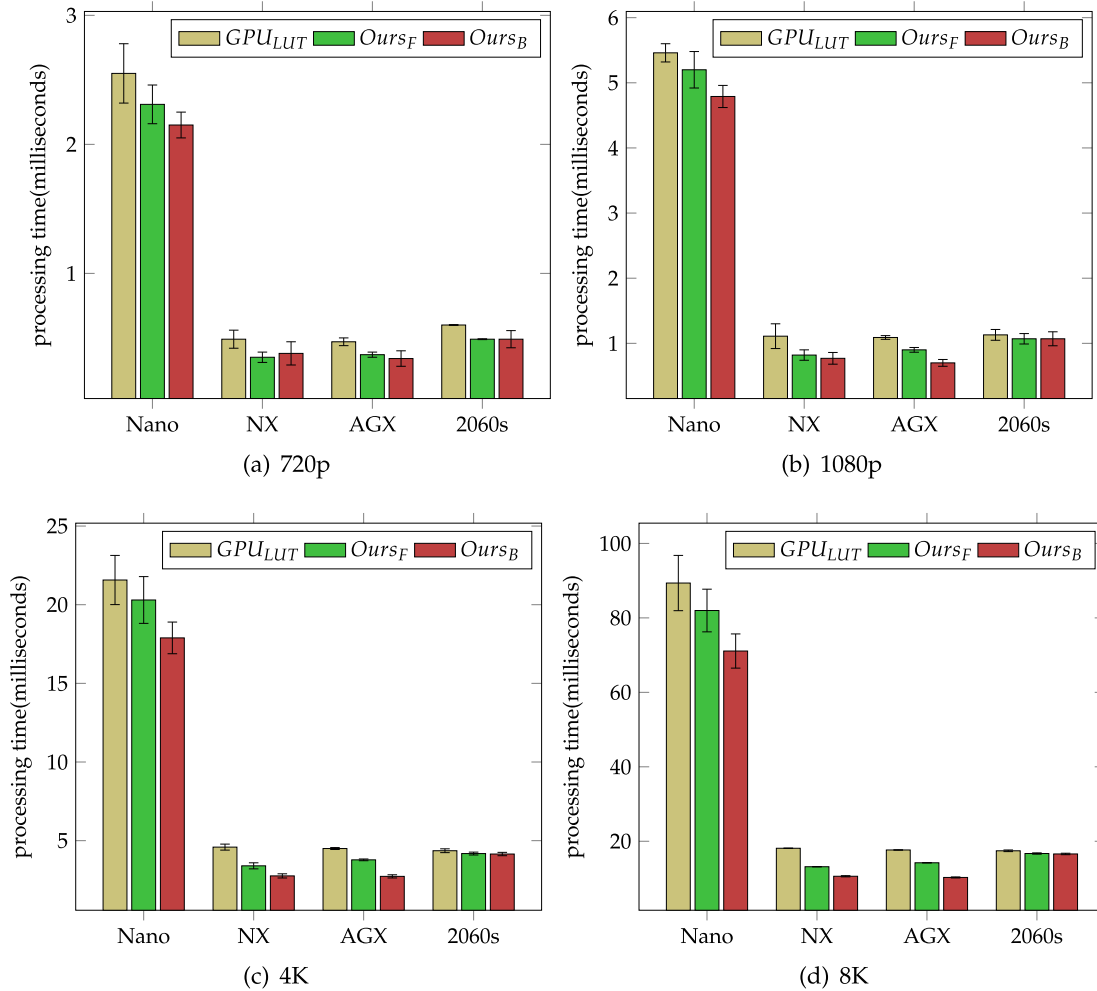 3
2
1
processing time(milliseconds)
GPU_LUT Ours_F Ours_B
Nano NX AGX 2060s
(a) 720p
6
5
4
3
2
1
processing time(milliseconds)
GPU_LUT Ours_F Ours_B
Nano NX AGX 2060s
(b) 1080p
25
20
15
10
5
processing time(milliseconds)
GPU_LUT Ours_F Ours_B
Nano NX AGX 2060s
(c) 4K
100
80
60
40
20
processing time(milliseconds)
GPU_LUT Ours_F Ours_B
Nano NX AGX 2060s
(d) 8K